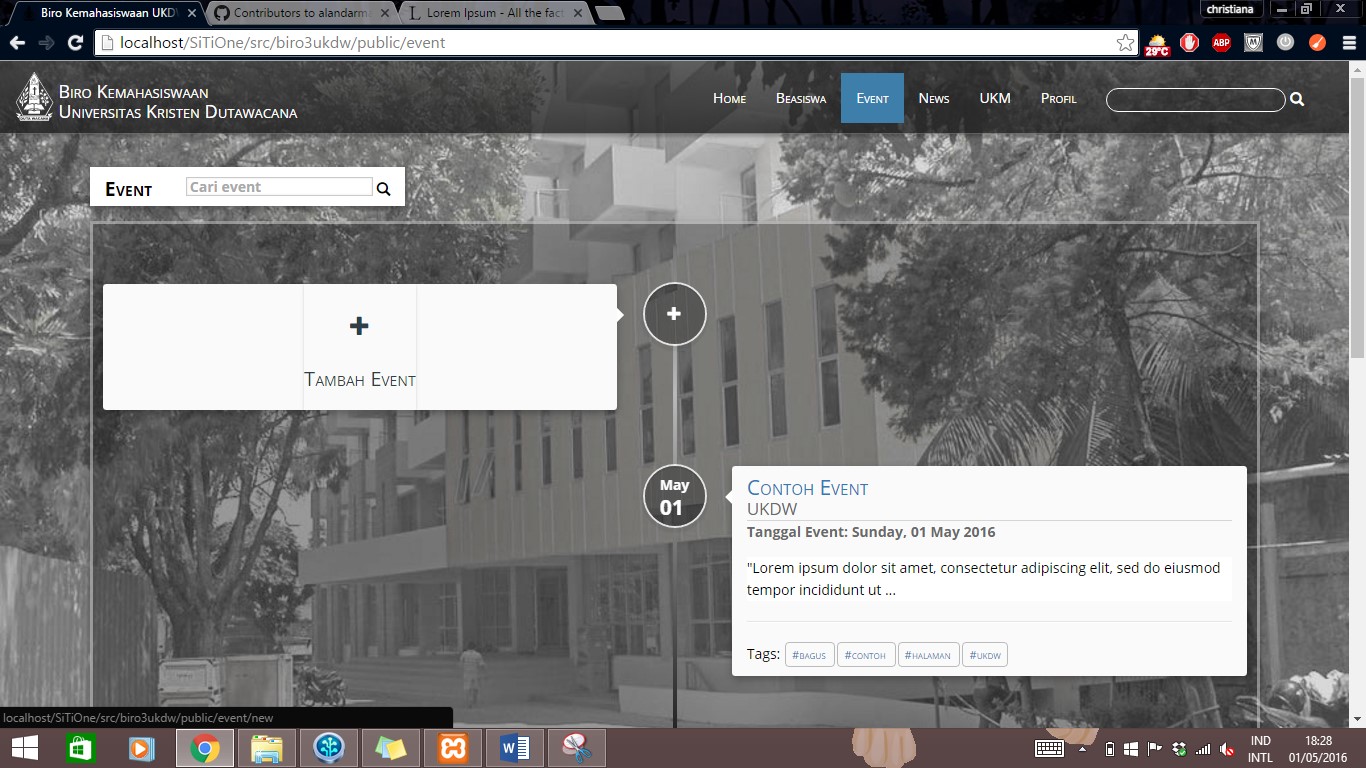 Biro Kemahasiswaan UKD
Contributors to alandarm
Lorem Ipsum - All the fact
christiana
localhost/SiTiOne/src/biro3ukdw/public/event
29°C
ABP
Biro Kemahasiswaan
Universitas Kristen Dutawacana
Home
Beasiswa
Event
News
UKM
Profil
Event
Cari event
Tambah Event
May
01
Contoh Event
UKDW
Tanggal Event: Sunday, 01 May 2016
"Lorem ipsum dolor sit amet, consectetur adipiscing elit, sed do eiusmod
tempor incididunt ut ...
Tags: #bagus #contoh #halaman #ukdw
localhost/SiTiOne/src/biro3ukdw/public/event/new
IND
INTL
18:28
01/05/2016